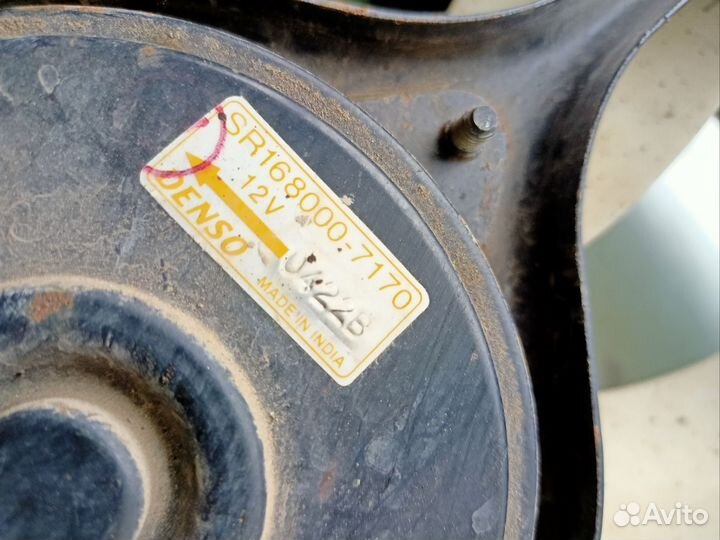 SR168000-7170
12V
DENSO
MADE IN INDIA
Avito